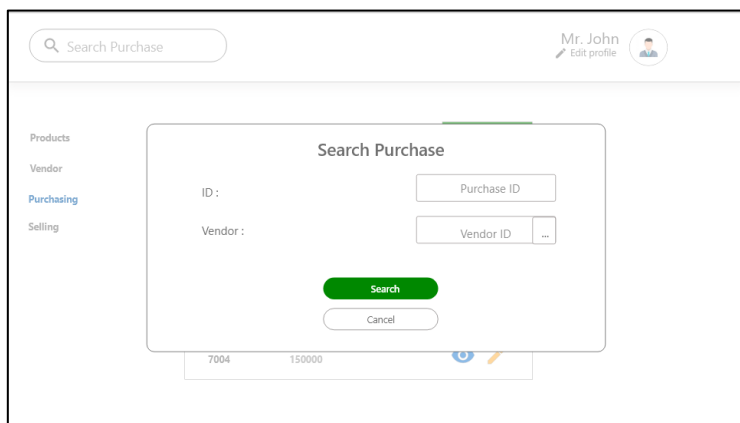 Search Purchase
Mr. John
Edit profile
Products
Vendor
Purchasing
Selling
Search Purchase
ID :
Purchase ID
Vendor :
Vendor ID
...
Search
Cancel
7004 150000